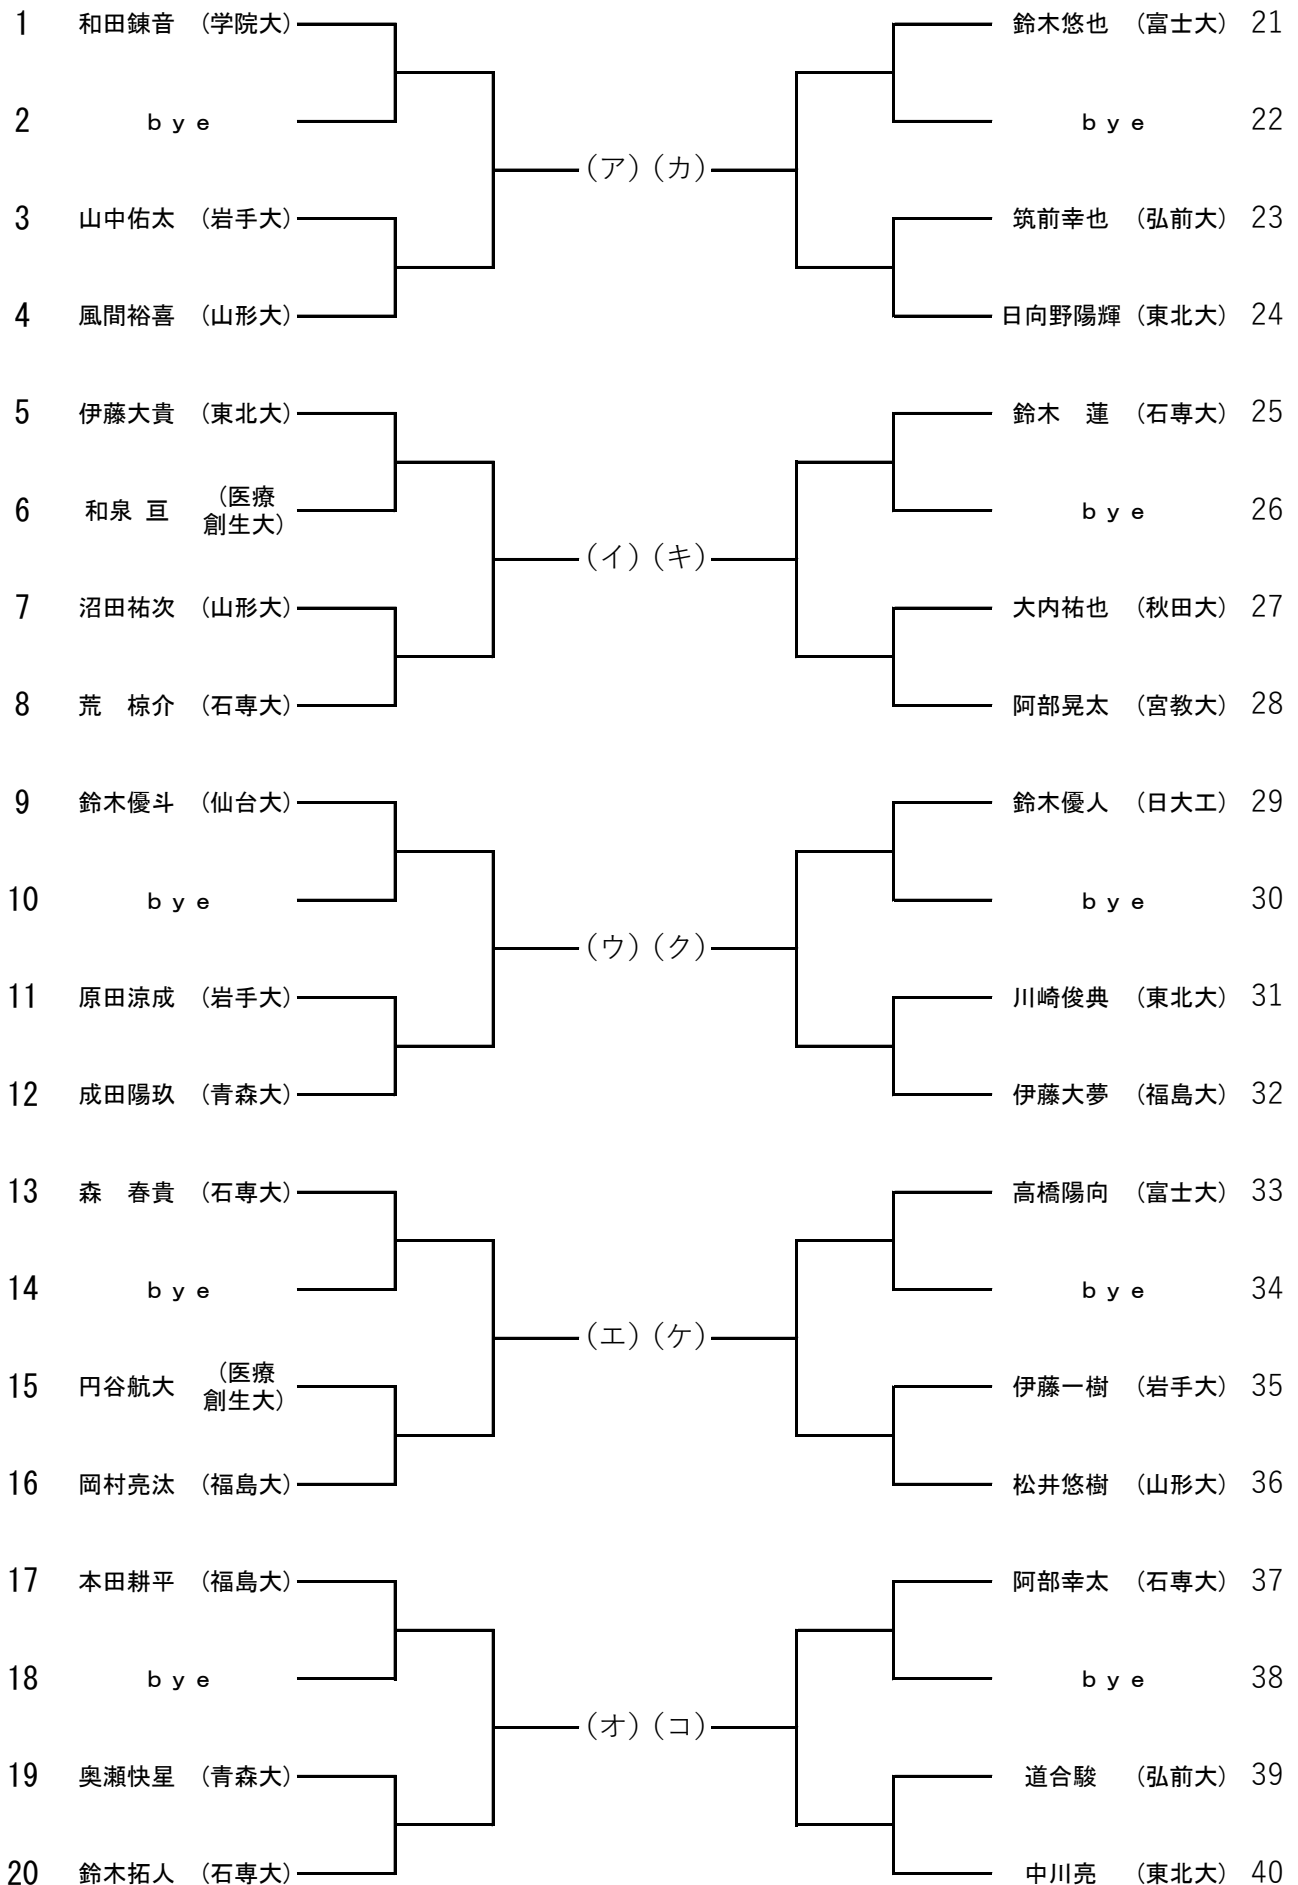 1 和田錬音 (学院大)
鈴木悠也 (富士大) 21
2 bye
bye 22
(ア) (カ)
3 山中佑太 (岩手大)
筑前幸也 (弘前大) 23
4 風間裕喜 (山形大)
日向野陽輝 (東北大) 24
5 伊藤大貴 (東北大)
鈴木 蓮 (石専大) 25
6 和泉 亘 (医療
創生大)
bye 26
(イ) (キ)
7 沼田祐次 (山形大)
大内祐也 (秋田大) 27
8 荒 椋介 (石専大)
阿部晃太 (宮教大) 28
9 鈴木優斗 (仙台大)
鈴木優人 (日大工) 29
10 bye
bye 30
(ウ) (ク)
11 原田涼成 (岩手大)
川崎俊典 (東北大) 31
12 成田陽玖 (青森大)
伊藤大夢 (福島大) 32
13 森 春貴 (石専大)
高橋陽向 (富士大) 33
14 bye
bye 34
(エ) (ケ)
15 円谷航大 (医療
創生大)
伊藤一樹 (岩手大) 35
16 岡村亮汰 (福島大)
松井悠樹 (山形大) 36
17 本田耕平 (福島大)
阿部幸太 (石専大) 37
18 bye
bye 38
(オ) (コ)
19 奥瀬快星 (青森大)
道合駿 (弘前大) 39
20 鈴木拓人 (石専大)
中川亮 (東北大) 40